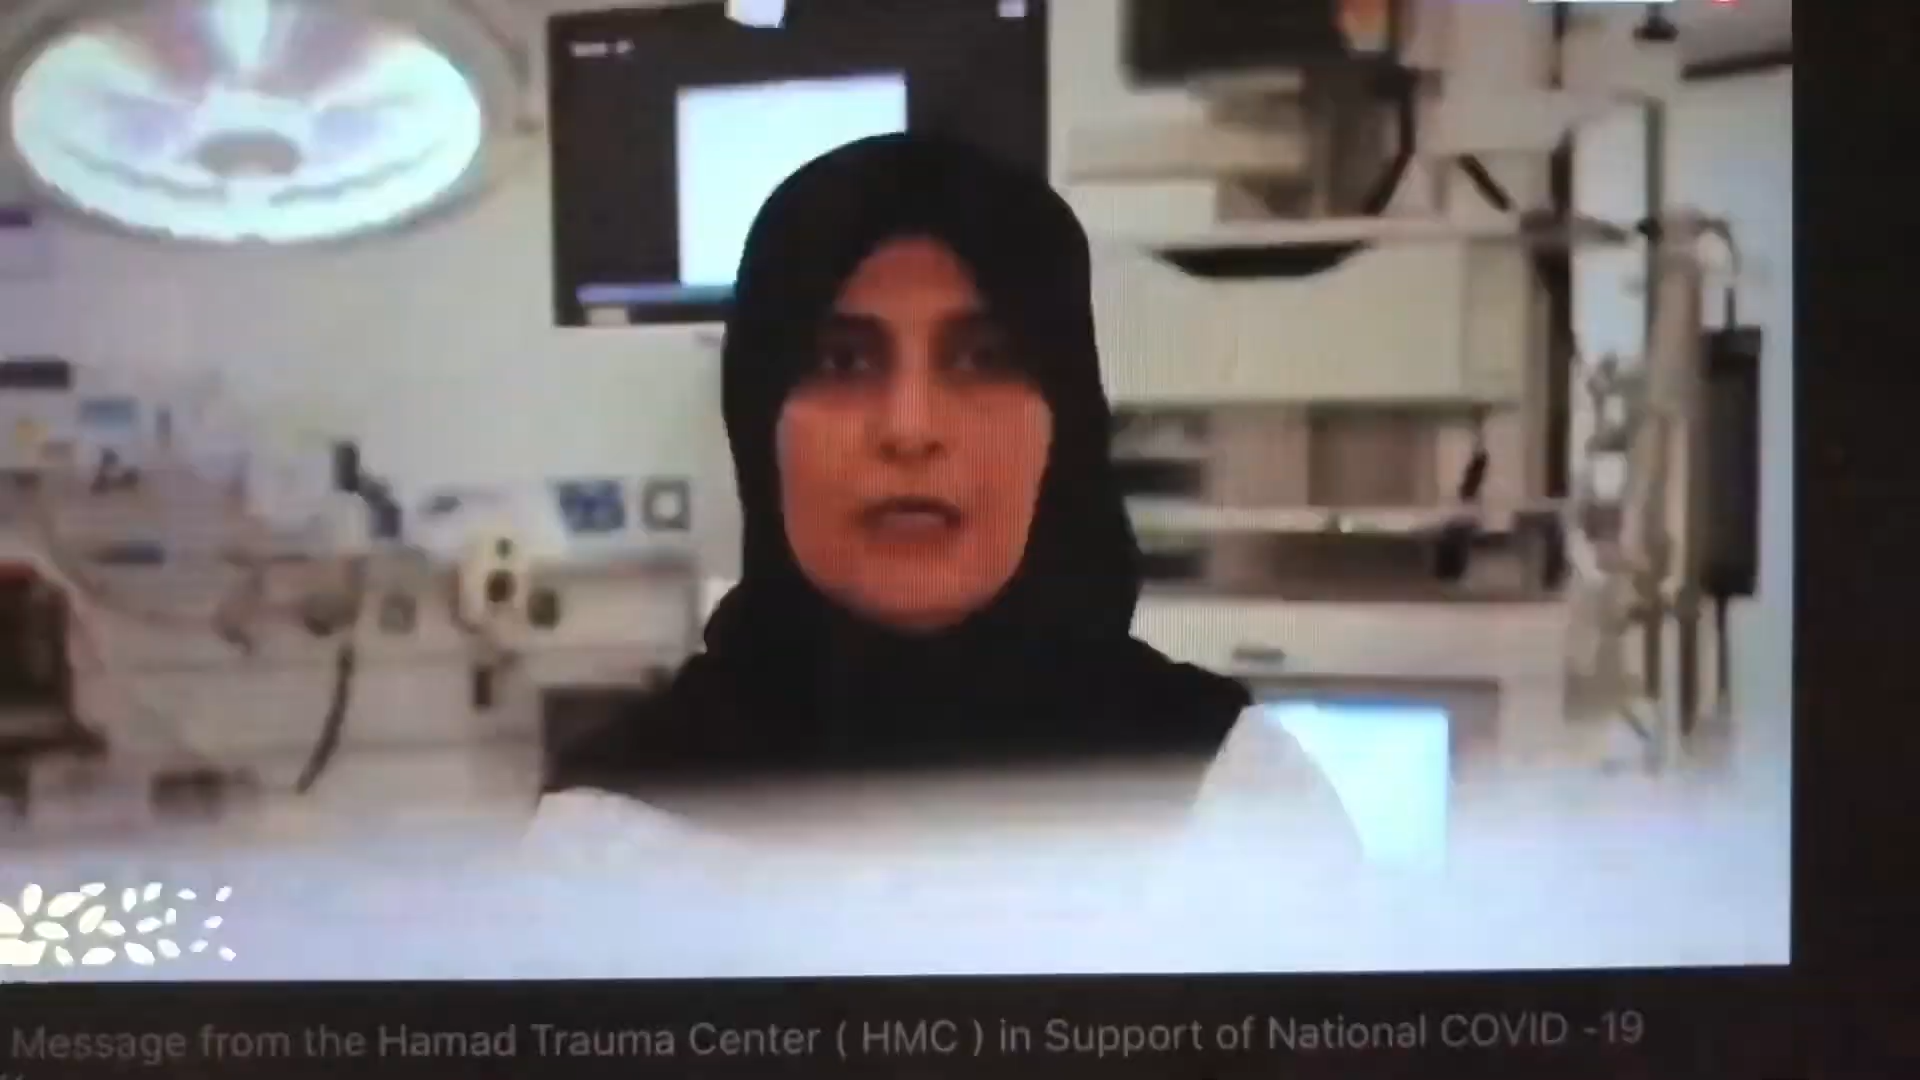 Message from the Hamad Trauma Center ( HMC ) in Support of National COVID -19